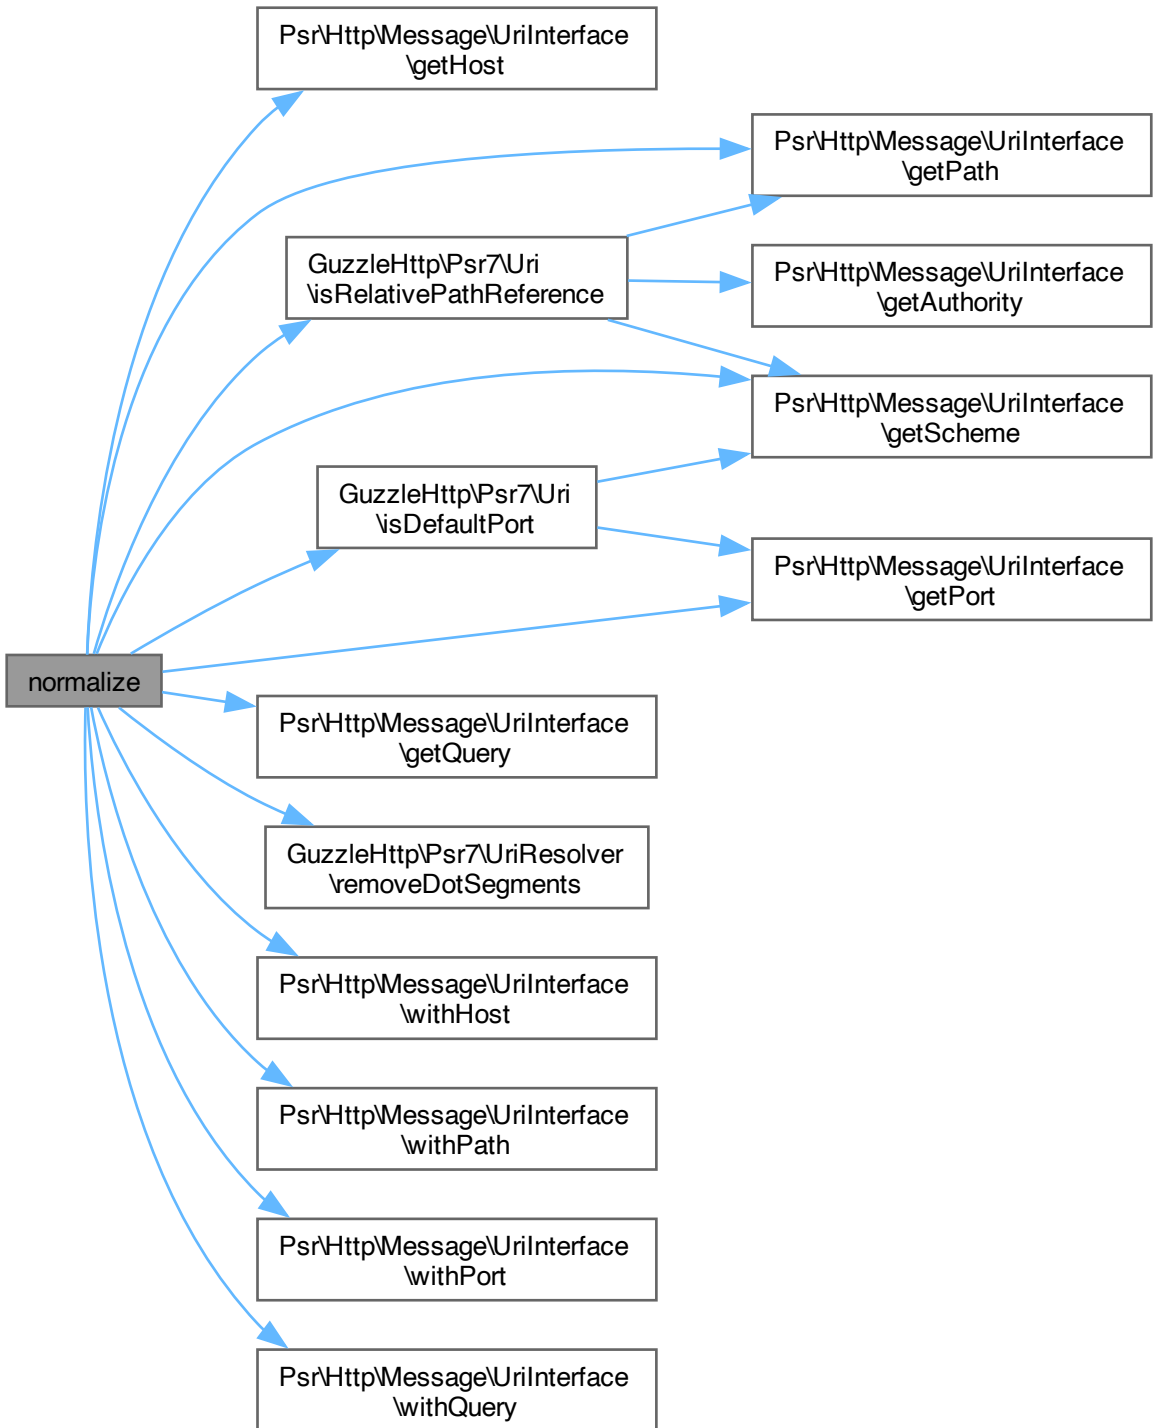 Psr\Http\Message\UriInterface
\getHost
Psr\Http\Message\UriInterface
\getPath
GuzzleHttp\Psr7\Uri
\isRelativePathReference
Psr\Http\Message\UriInterface
\getAuthority
Psr\Http\Message\UriInterface
\getScheme
GuzzleHttp\Psr7\Uri
\isDefaultPort
Psr\Http\Message\UriInterface
\getPort
normalize
Psr\Http\Message\UriInterface
\getQuery
GuzzleHttp\Psr7\UriResolver
\removeDotSegments
Psr\Http\Message\UriInterface
\withHost
Psr\Http\Message\UriInterface
\withPath
Psr\Http\Message\UriInterface
\withPort
Psr\Http\Message\UriInterface
\withQuery